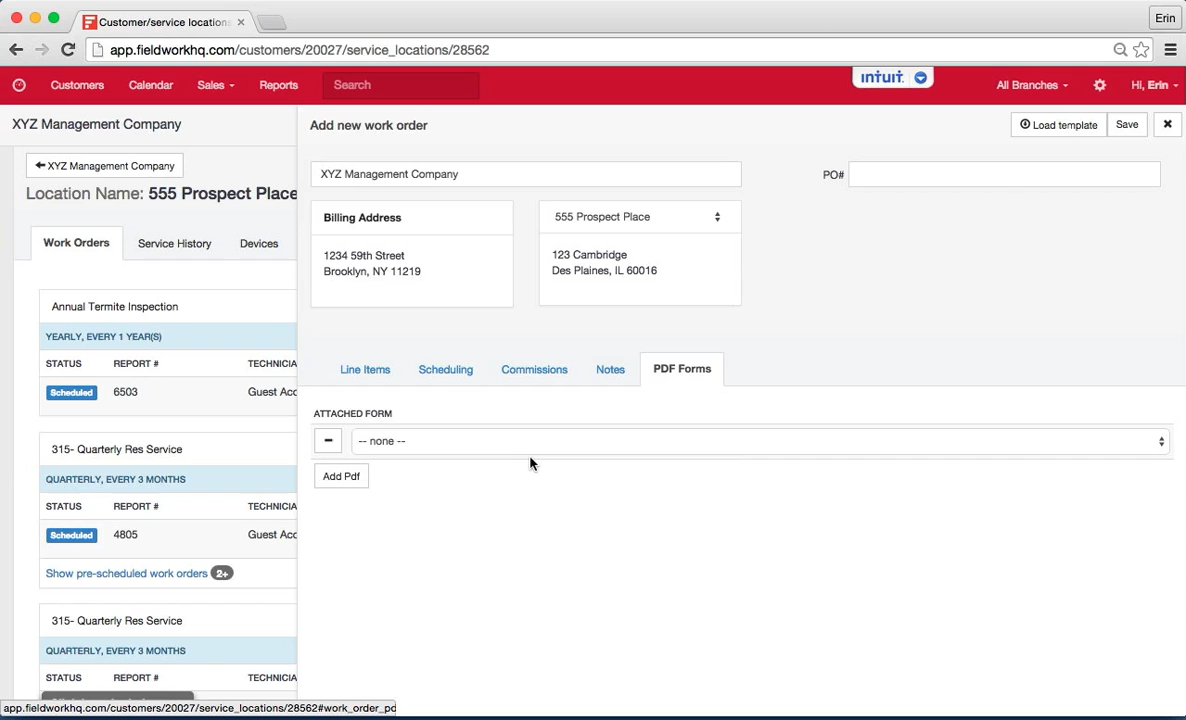 Customer/service locations
Erin
app.fieldworkhq.com/customers/20027/service_locations/28562
Customers
Calendar
Sales
Reports
Search
intuit
All Branches
Hi, Erin
XYZ Management Company
XYZ Management Company
Location Name: 555 Prospect Place
Work Orders
Service History
Devices
Annual Termite Inspection
YEARLY, EVERY 1 YEAR(S)
STATUS
REPORT #
TECHNICIA
Scheduled
6503
Guest Acc
315- Quarterly Res Service
QUARTERLY, EVERY 3 MONTHS
STATUS
REPORT #
TECHNICIA
Scheduled
4805
Guest Acc
Show pre-scheduled work orders 2+
315- Quarterly Res Service
QUARTERLY, EVERY 3 MONTHS
STATUS
REPORT #
TECHNICIA
Add new work order
Load template
Save
XYZ Management Company
PO#
Billing Address
1234 59th Street
Brooklyn, NY 11219
555 Prospect Place
123 Cambridge
Des Plaines, IL 60016
Line Items
Scheduling
Commissions
Notes
PDF Forms
ATTACHED FORM
-- none --
Add Pdf
app.fieldworkhq.com/customers/20027/service_locations/28562#work_order_pd